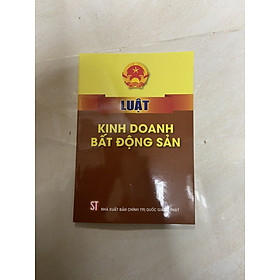 LUẬT
KINH DOANH
BẤT ĐỘNG SẢN
ST NHÀ XUẤT BẢN CHÍNH TRỊ QUỐC GIA SỰ THẬT